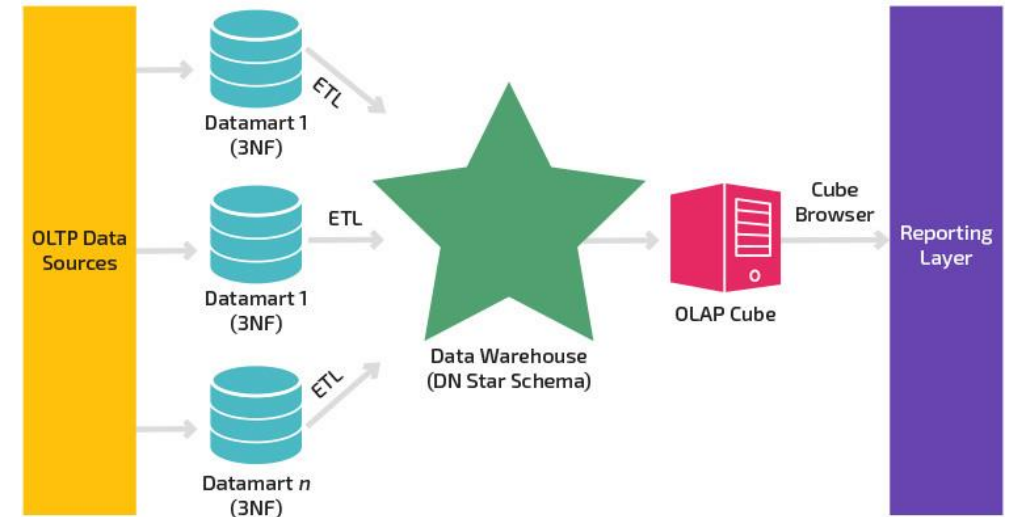 OLTP Data
Sources
Datamart 1
(3NF)
ETL
Datamart 1
(3NF)
ETL
Datamart n
(3NF)
ETL
Data Warehouse
(DN Star Schema)
OLAP Cube
Cube
Browser
Reporting
Layer